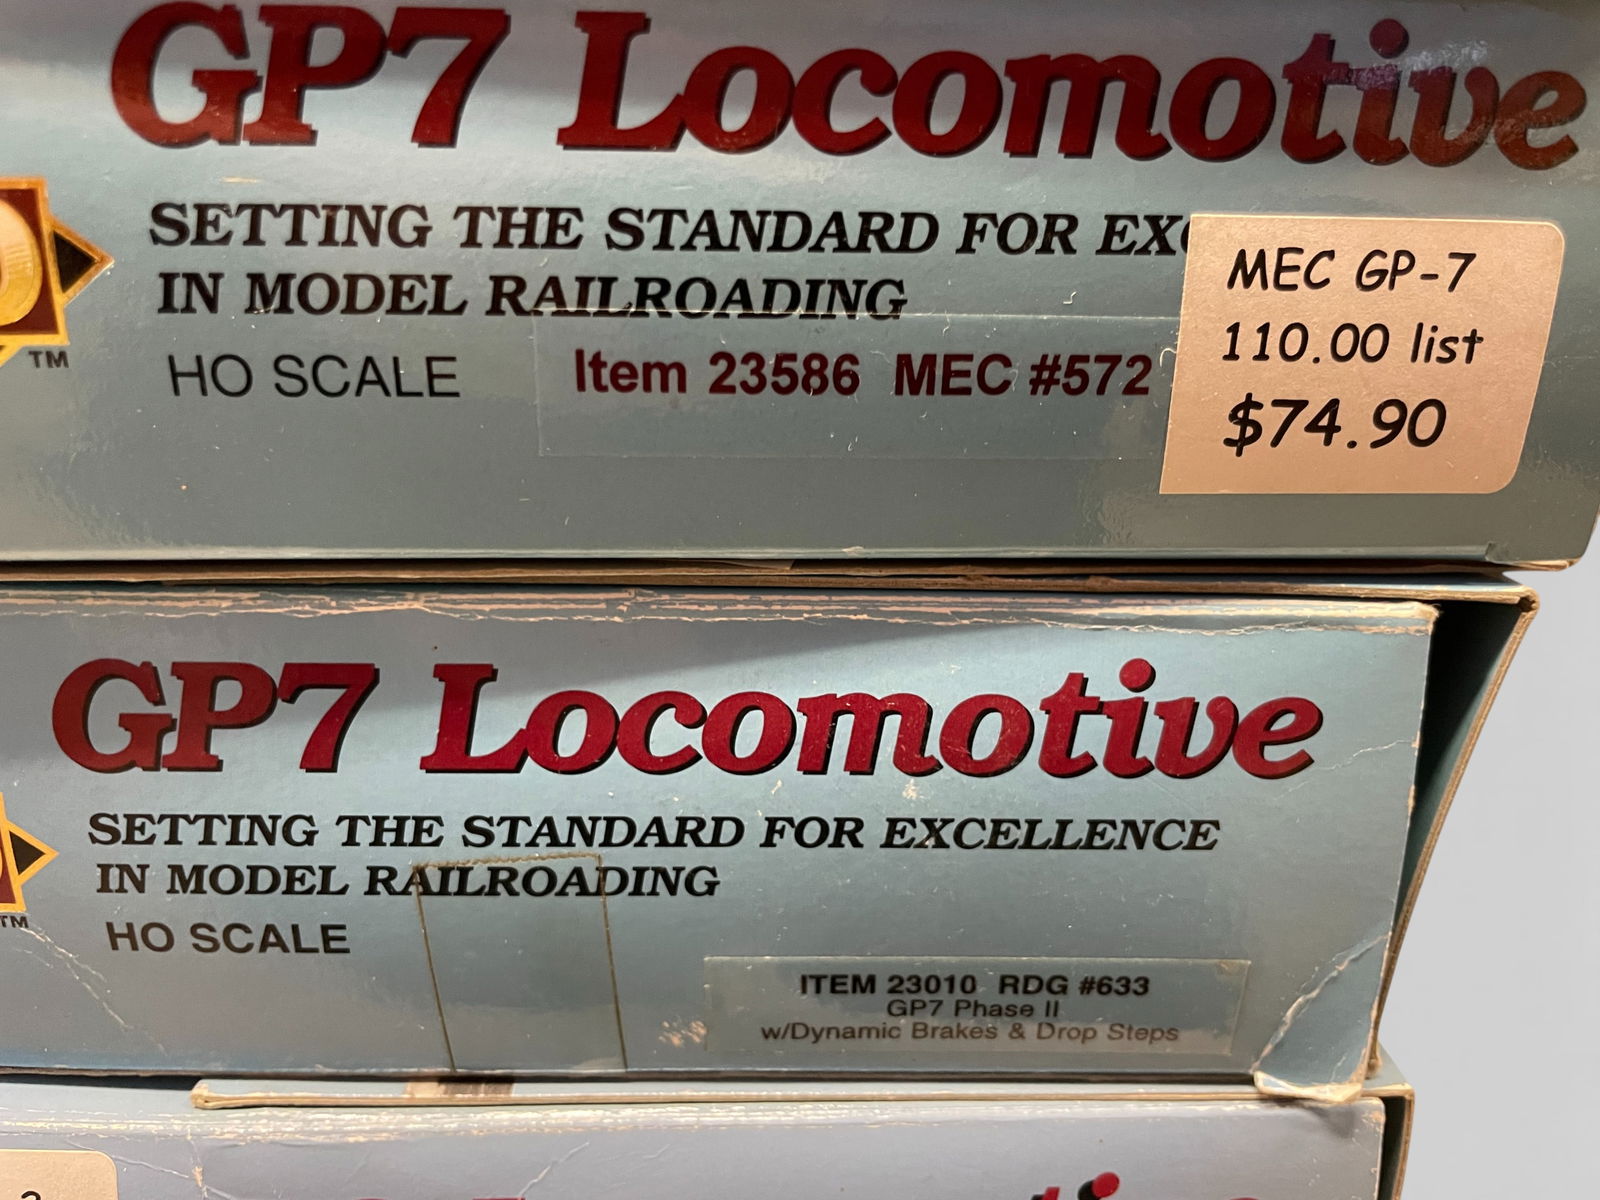 GP7 Locomotive
SETTING THE STANDARD FOR EXC
IN MODEL RAILROADING
HO SCALE
Item 23586 MEC #572
MEC GP-7
110.00 list
$74.90
TM
GP7 Locomotive
SETTING THE STANDARD FOR EXCELLENCE
IN MODEL RAILROADING
HO SCALE
TM
ITEM 23010 RDG #633
GP7 Phase II
w/Dynamic Brakes & Drop Steps